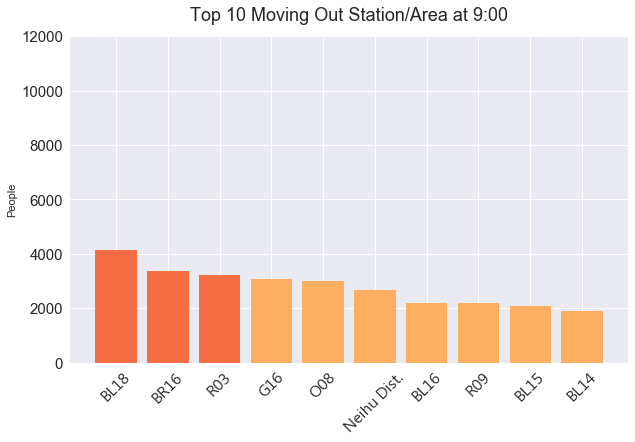 Top 10 Moving Out Station/Area at 9:00
12000
10000
8000
6000
4000
2000
0
People
BL18
BR16
R03
G16
O08
Neihu Dist.
BL16
R09
BL15
BL14